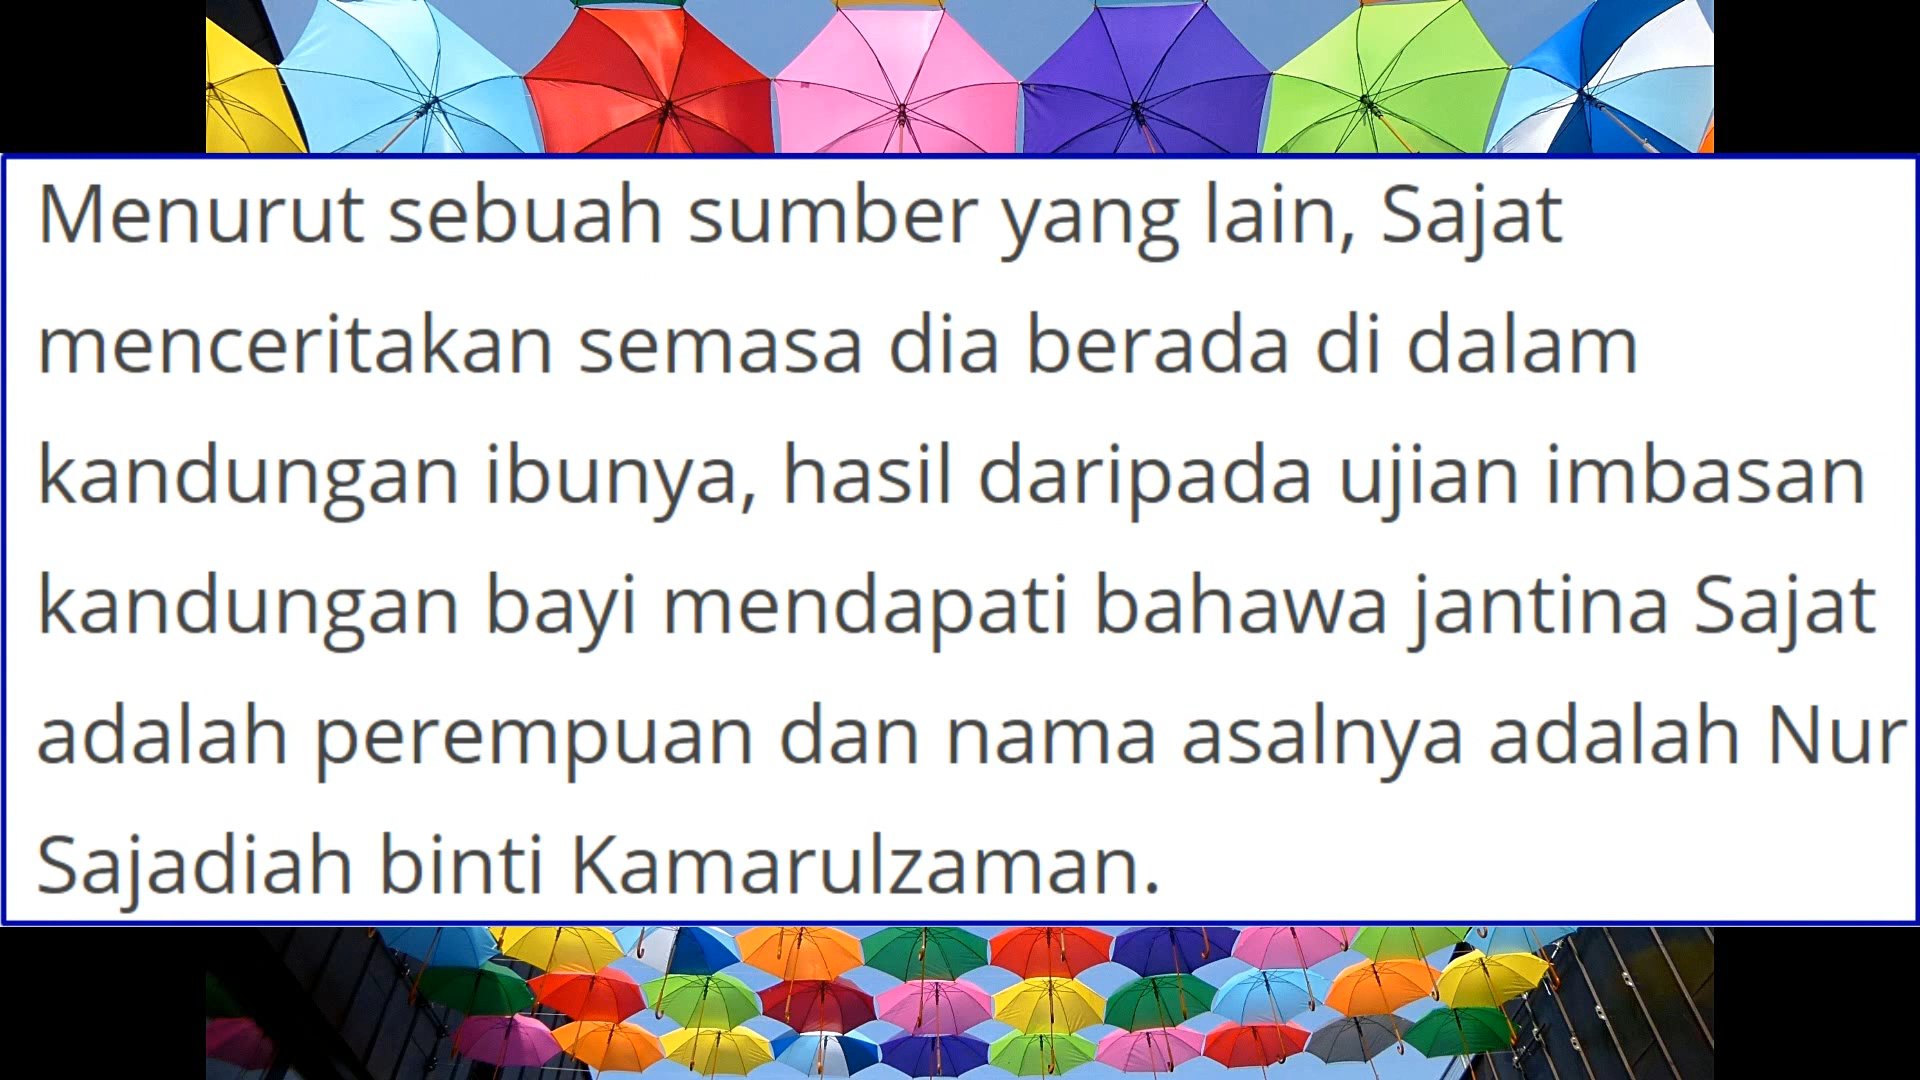 Menurut sebuah sumber yang lain, Sajat
menceritakan semasa dia berada di dalam
kandungan ibunya, hasil daripada ujian imbasan
kandungan bayi mendapati bahawa jantina Sajat
adalah perempuan dan nama asalnya adalah Nur
Sajadiah binti Kamarulzaman.